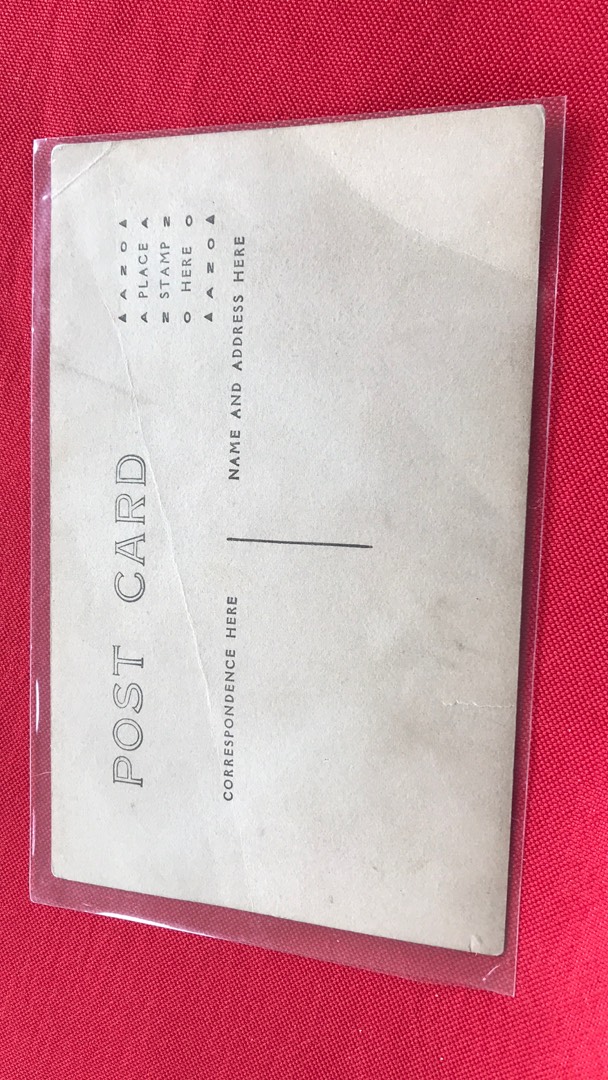 POST CARD
▲ A Z O ▲
A PLACE A
Z STAMP Z
O HERE O
▲ A Z O ▲
CORRESPONDENCE HERE
NAME AND ADDRESS HERE